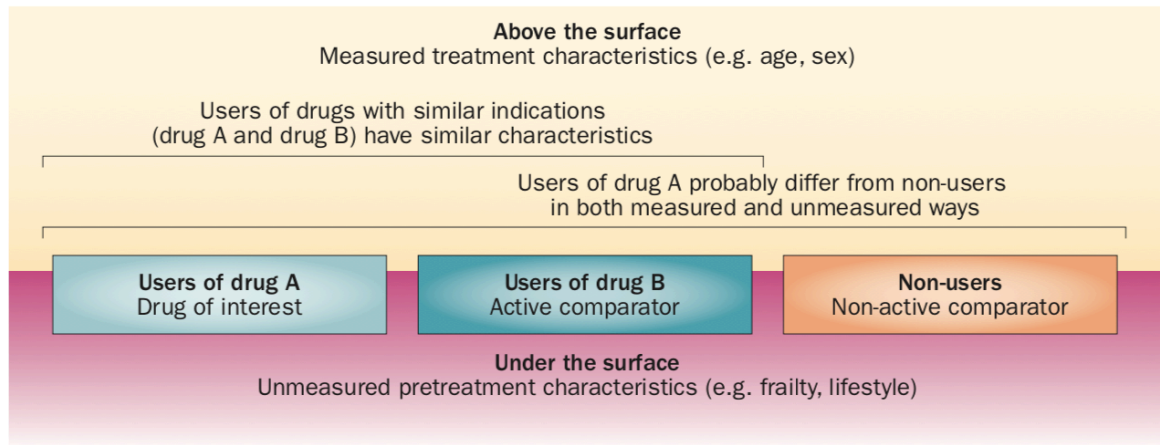 Above the surface
Measured treatment characteristics (e.g. age, sex)
Users of drugs with similar indications
(drug A and drug B) have similar characteristics
Users of drug A probably differ from non-users
in both measured and unmeasured ways
Users of drug A
Drug of interest
Users of drug B
Active comparator
Non-users
Non-active comparator
Under the surface
Unmeasured pretreatment characteristics (e.g. frailty, lifestyle)